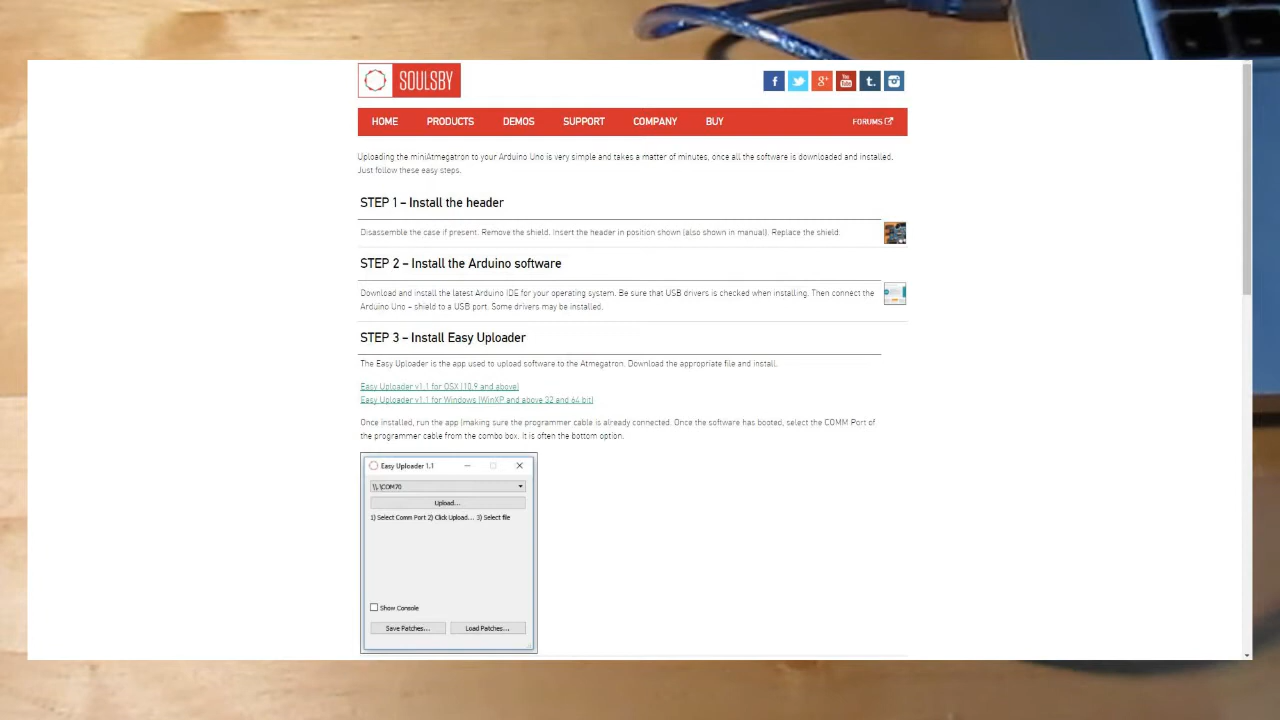 SOULSBY
HOME PRODUCTS DEMOS SUPPORT COMPANY BUY FORUMS
Uploading the miniAtmegatron to your Arduino Uno is very simple and takes a matter of minutes, once all the software is downloaded and installed.
Just follow these easy steps.
STEP 1 – Install the header
Disassemble the case if present. Remove the shield. Insert the header in position shown (also shown in manual). Replace the shield.
STEP 2 – Install the Arduino software
Download and install the latest Arduino IDE for your operating system. Be sure that USB drivers is checked when installing. Then connect the
Arduino Uno – shield to a USB port. Some drivers may be installed.
STEP 3 – Install Easy Uploader
The Easy Uploader is the app used to upload software to the Atmegatron. Download the appropriate file and install.
Easy Uploader v1.1 for OSX (10.9 and above)
Easy Uploader v1.1 for Windows (WinXP and above 32 and 64 bit)
Once installed, run the app (making sure the programmer cable is already connected. Once the software has booted, select the COMM Port of
the programmer cable from the combo box. It is often the bottom option.
Easy Uploader 1.1
\\.\COM70
Upload...
1) Select Comm Port 2) Click Upload... 3) Select file
Show Console
Save Patches... Load Patches...